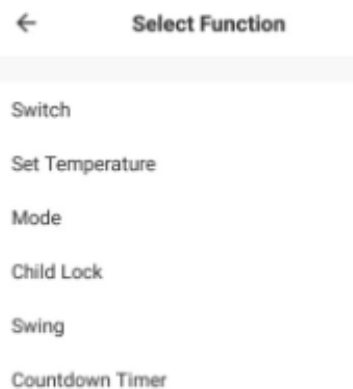 Select Function
Switch
Set Temperature
Mode
Child Lock
Swing
Countdown Timer